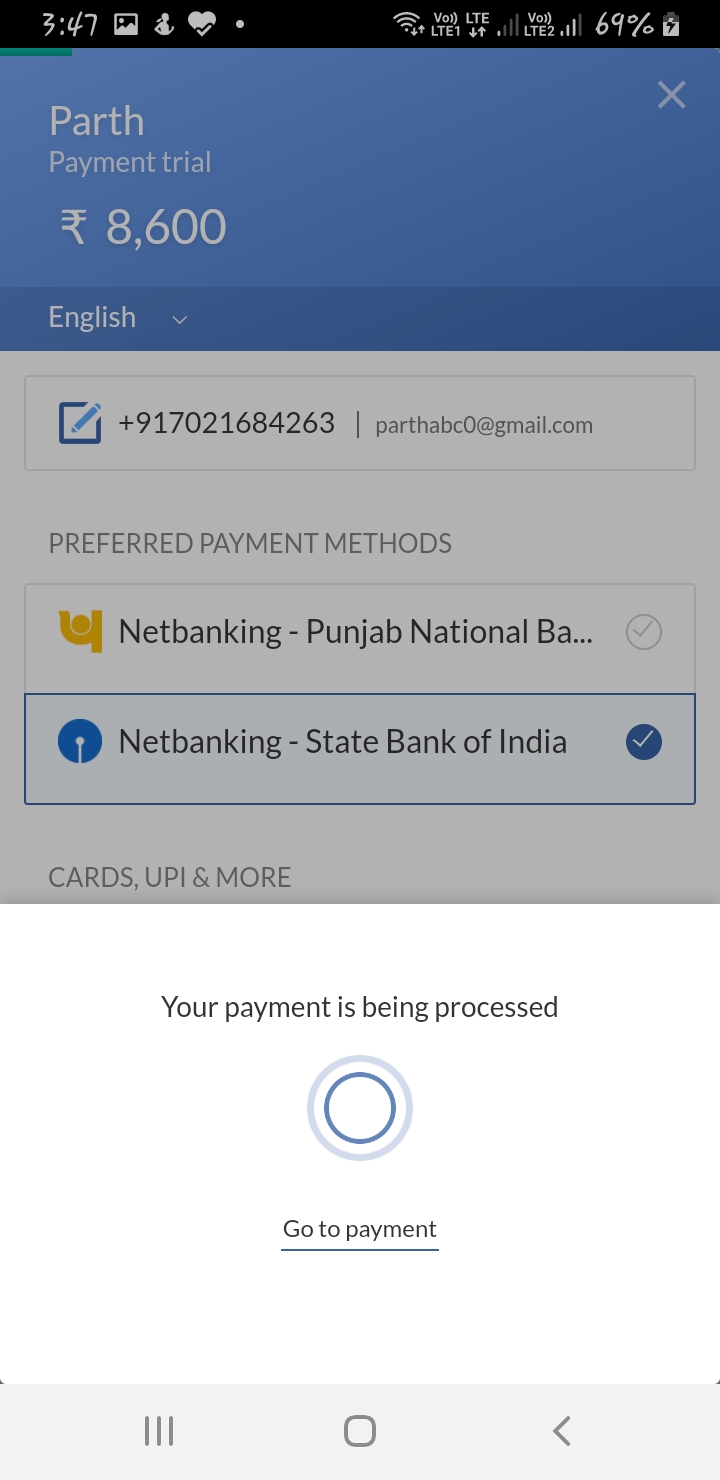 3:47 Vo) LTE LTE1 Vo) LTE2 69%
Parth
Payment trial
₹ 8,600
English
+917021684263 | parthabc0@gmail.com
PREFERRED PAYMENT METHODS
Netbanking - Punjab National Ba...
Netbanking - State Bank of India
CARDS, UPI & MORE
Your payment is being processed
Go to payment